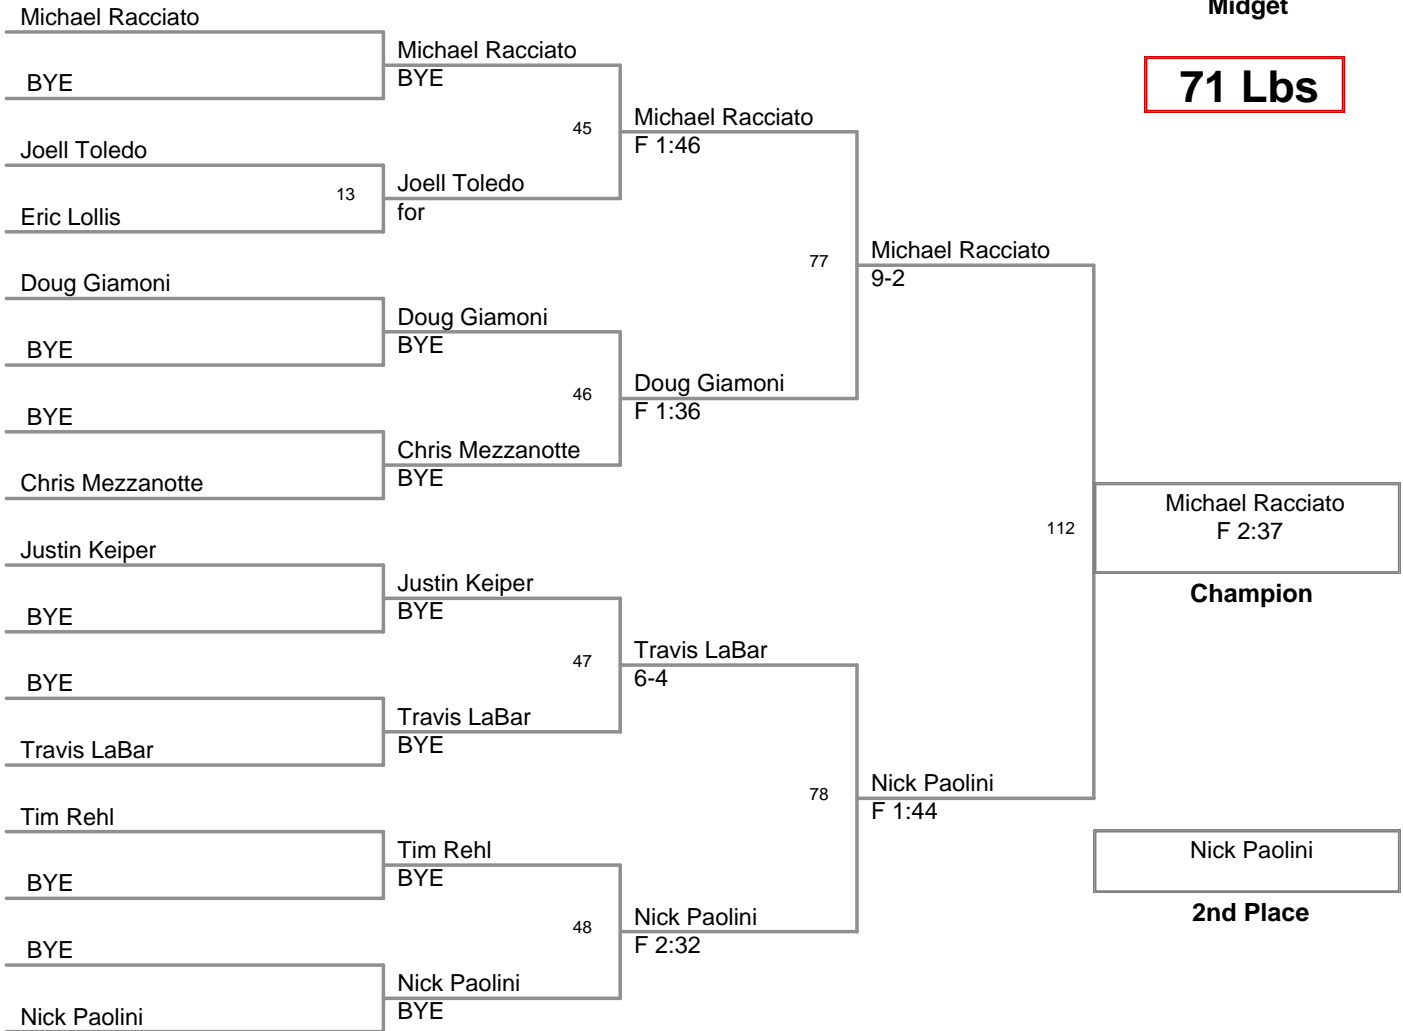 Midget
71 Lbs
Michael Racciato
BYE
Joell Toledo
Eric Lollis
Doug Giamoni
BYE
BYE
Chris Mezzanotte
Justin Keiper
BYE
BYE
Travis LaBar
Tim Rehl
BYE
BYE
Nick Paolini
13
Michael Racciato
BYE
Joell Toledo
for
Doug Giamoni
BYE
Chris Mezzanotte
BYE
Justin Keiper
BYE
Travis LaBar
BYE
Tim Rehl
BYE
Nick Paolini
BYE
45
46
47
48
Michael Racciato
F 1:46
Doug Giamoni
F 1:36
Travis LaBar
6-4
Nick Paolini
F 2:32
77
78
Michael Racciato
9-2
Nick Paolini
F 1:44
112
Michael Racciato
F 2:37
Champion
Nick Paolini
2nd Place